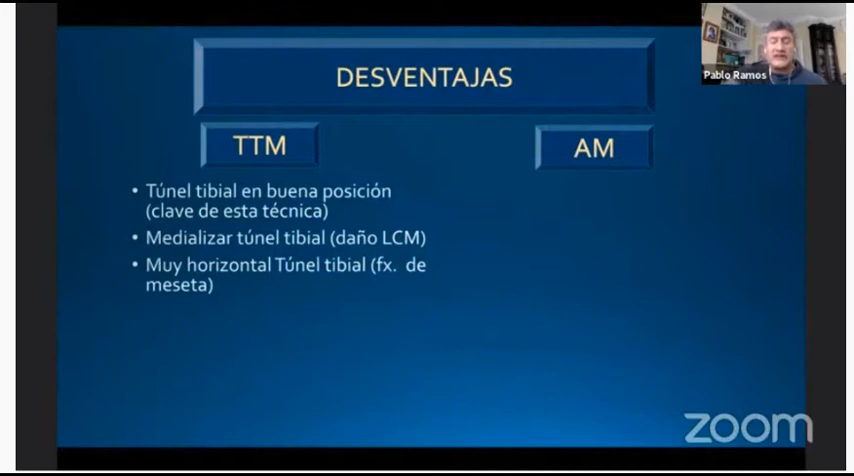 Pablo Ramos
DESVENTAJAS
TTM
AM
• Túnel tibial en buena posición
(clave de esta técnica)
• Medializar túnel tibial (daño LCM)
• Muy horizontal Túnel tibial (fx. de
meseta)
zoom